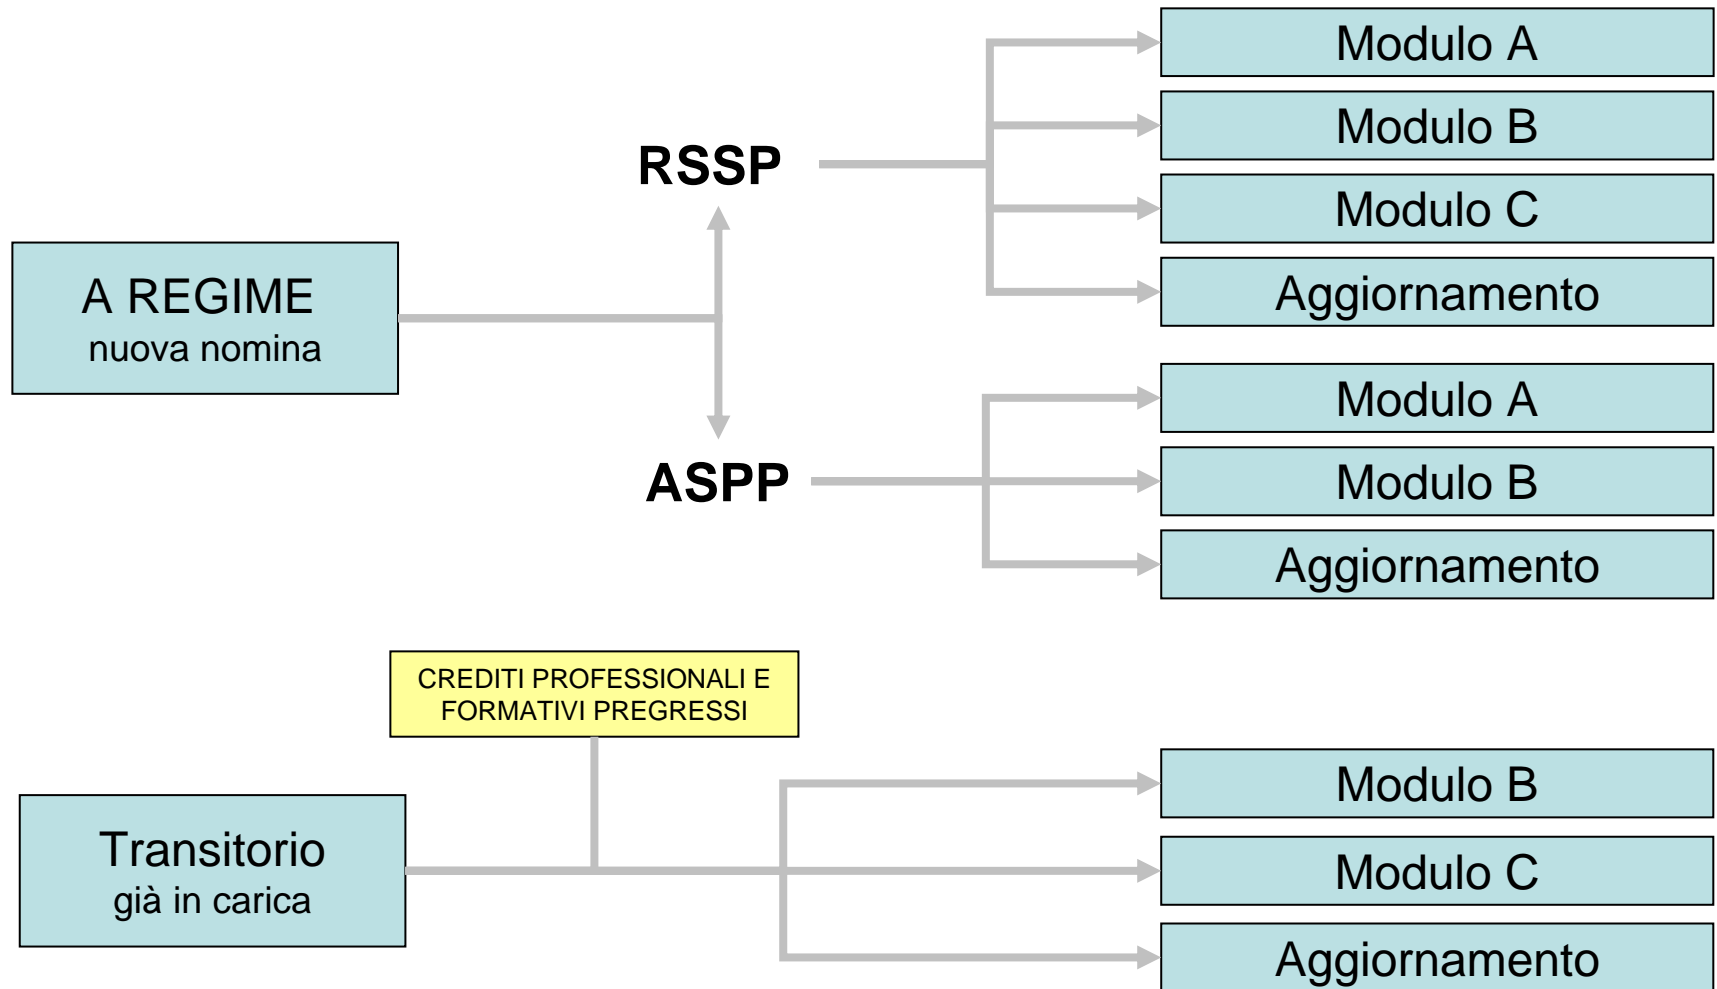 Modulo A
Modulo B
RSSP
Modulo C
A REGIME
nuova nomina
Aggiornamento
Modulo A
ASPP
Modulo B
Aggiornamento
CREDITI PROFESSIONALI E
FORMATIVI PREGRESSI
Transitorio
già in carica
Modulo B
Modulo C
Aggiornamento